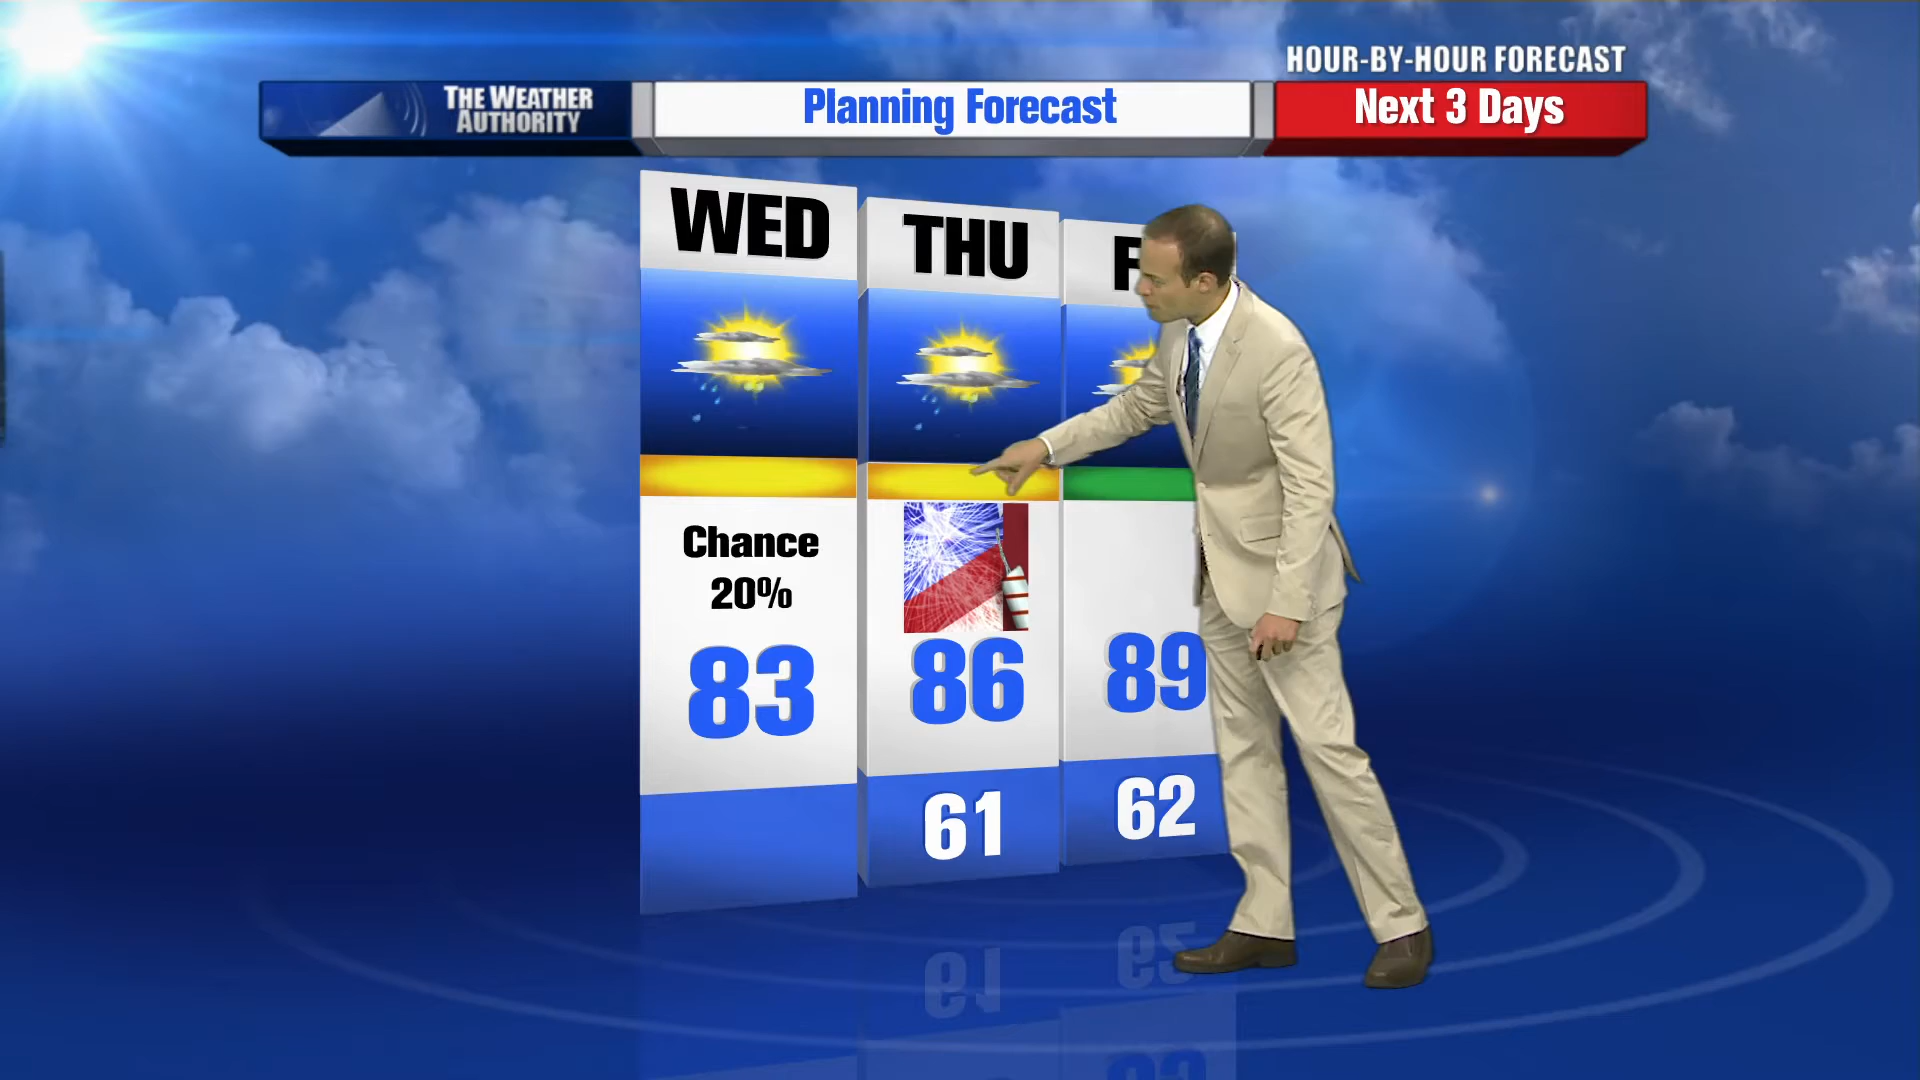 HOUR-BY-HOUR FORECAST
THE WEATHER
AUTHORITY
Planning Forecast
Next 3 Days
WED
THU
Chance
20%
83
86
89
61
62